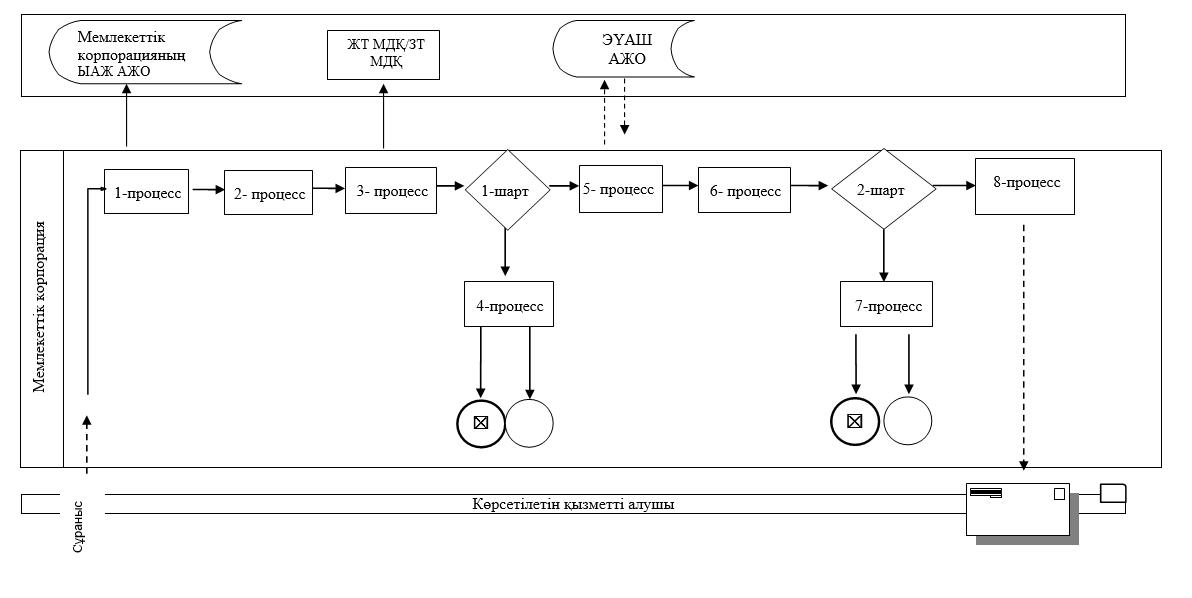 Мемлекеттік
корпорацияның
ЫАЖ АЖО
ЖТ МДҚ/ЗТ
МДҚ
ЭҮАШ
АЖО
Мемлекеттік корпорация
1-процесс
2- процесс
3- процесс
1-шарт
5- процесс
6- процесс
2-шарт
8-процесс
4-процесс
7-процесс
Сұраныс
Көрсетілетін қызметті алушы